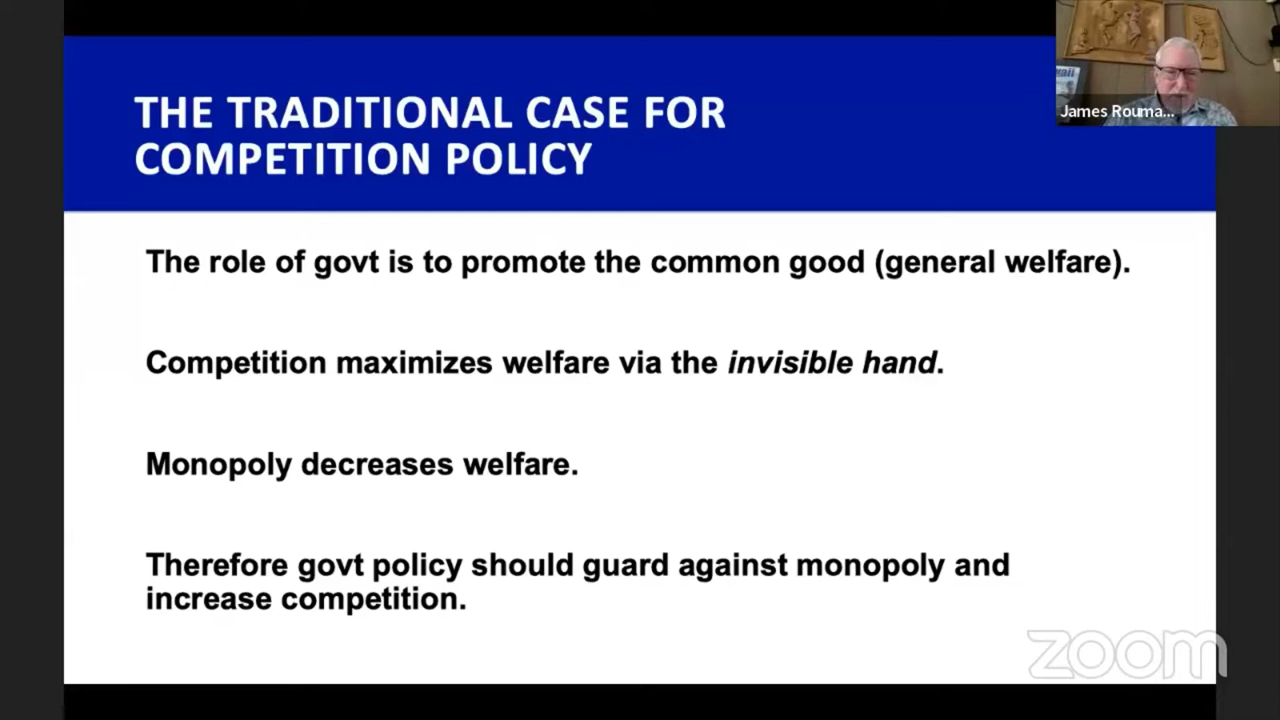 THE TRADITIONAL CASE FOR
COMPETITION POLICY
James Rouma...
The role of govt is to promote the common good (general welfare).
Competition maximizes welfare via the invisible hand.
Monopoly decreases welfare.
Therefore govt policy should guard against monopoly and
increase competition.
zoom